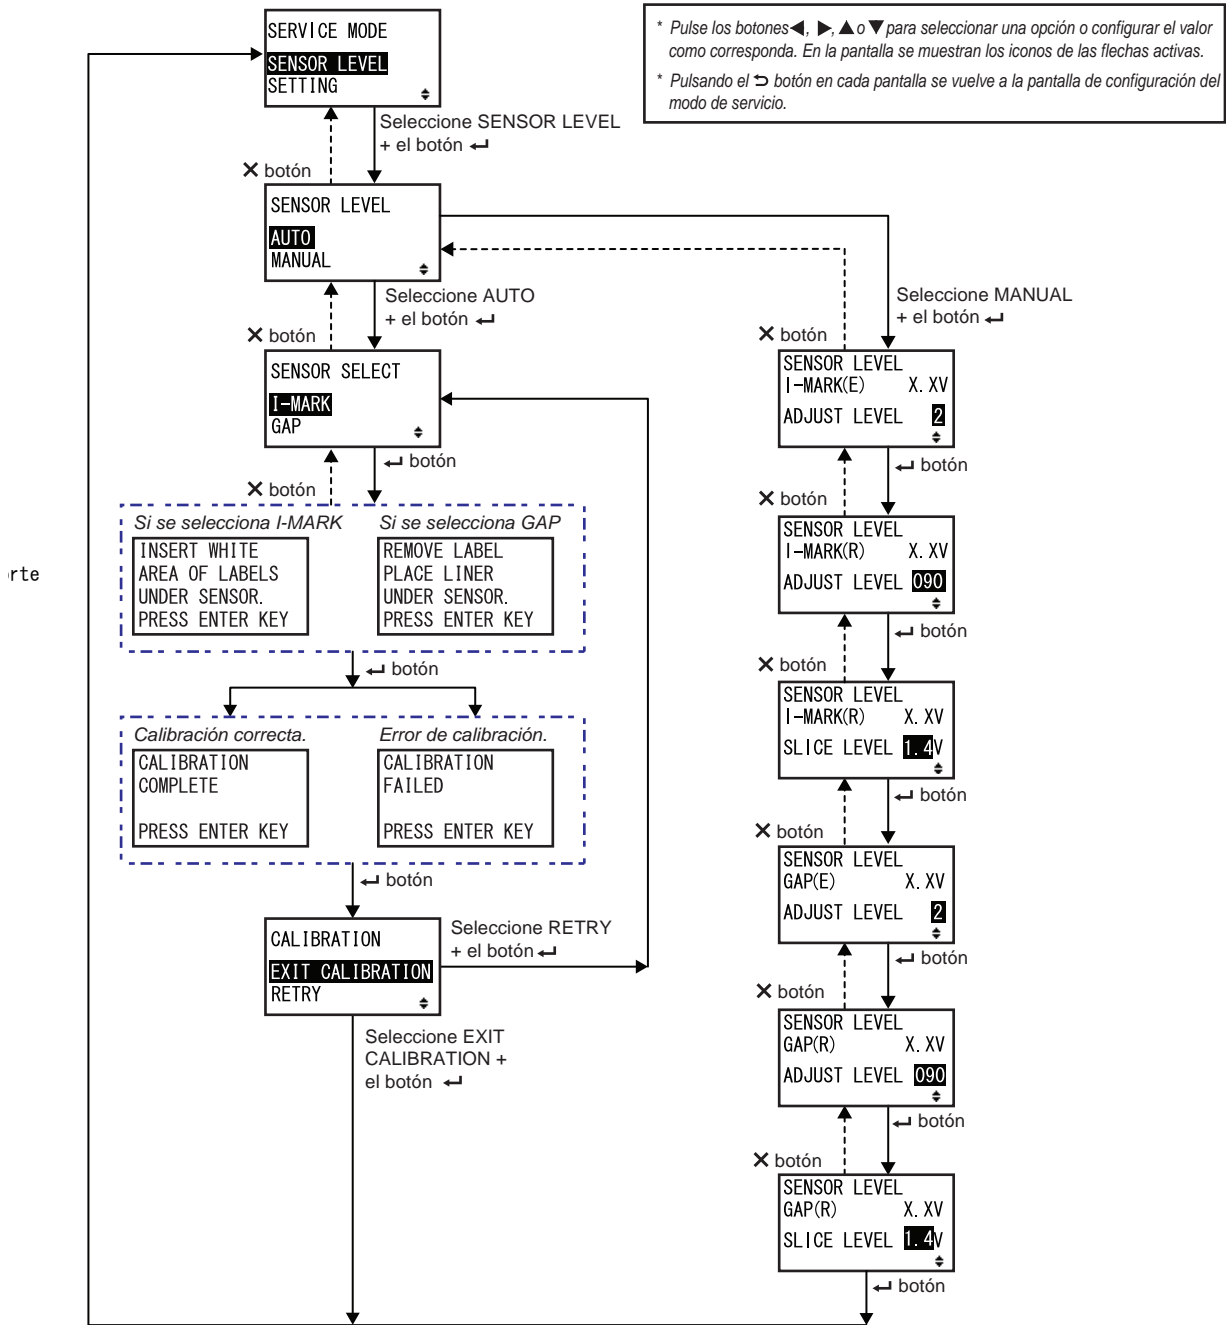 SERVICE MODE
SENSOR LEVEL
SETTING
* Pulse los botones ◀, ▶, ▲ o ▼ para seleccionar una opción o configurar el valor
como corresponda. En la pantalla se muestran los iconos de las flechas activas.
* Pulsando el ⮌ botón en cada pantalla se vuelve a la pantalla de configuración del
modo de servicio.
Seleccione SENSOR LEVEL
+ el botón ↵
✕ botón
SENSOR LEVEL
AUTO
MANUAL
Seleccione AUTO
+ el botón ↵
✕ botón
SENSOR SELECT
I-MARK
GAP
↵ botón
✕ botón
Si se selecciona I-MARK
INSERT WHITE
AREA OF LABELS
UNDER SENSOR.
PRESS ENTER KEY
Si se selecciona GAP
REMOVE LABEL
PLACE LINER
UNDER SENSOR.
PRESS ENTER KEY
rte
↵ botón
Calibración correcta.
CALIBRATION
COMPLETE
PRESS ENTER KEY
Error de calibración.
CALIBRATION
FAILED
PRESS ENTER KEY
↵ botón
CALIBRATION
EXIT CALIBRATION
RETRY
Seleccione RETRY
+ el botón ↵
Seleccione EXIT
CALIBRATION +
el botón ↵
Seleccione MANUAL
+ el botón ↵
✕ botón
SENSOR LEVEL
I-MARK(E) X.XV
ADJUST LEVEL 2
↵ botón
✕ botón
SENSOR LEVEL
I-MARK(R) X.XV
ADJUST LEVEL 090
↵ botón
✕ botón
SENSOR LEVEL
I-MARK(R) X.XV
SLICE LEVEL 1.4V
↵ botón
✕ botón
SENSOR LEVEL
GAP(E) X.XV
ADJUST LEVEL 2
↵ botón
✕ botón
SENSOR LEVEL
GAP(R) X.XV
ADJUST LEVEL 090
↵ botón
✕ botón
SENSOR LEVEL
GAP(R) X.XV
SLICE LEVEL 1.4V
↵ botón